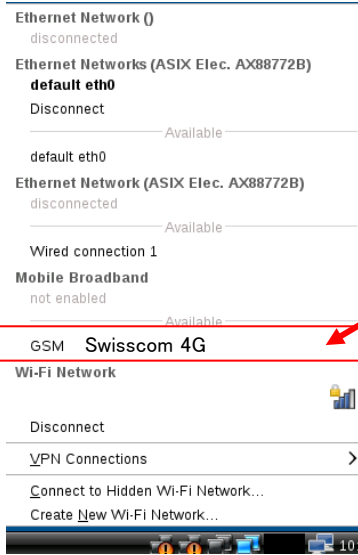 Ethernet Network ()
disconnected
Ethernet Networks (ASIX Elec. AX88772B)
default eth0
Disconnect
Available
default eth0
Ethernet Network (ASIX Elec. AX88772B)
disconnected
Available
Wired connection 1
Mobile Broadband
not enabled
Available
GSM Swisscom 4G
Wi-Fi Network
Disconnect
VPN Connections
Connect to Hidden Wi-Fi Network...
Create New Wi-Fi Network...
10